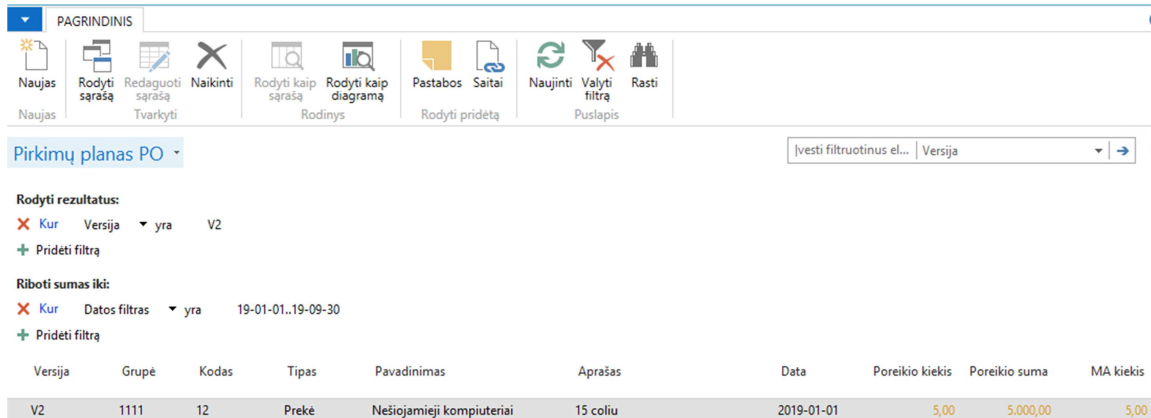 PAGRINDINIS
Naujas
Rodyti sąrašą
Redaguoti sąrašą
Naikinti
Rodyti kaip sąrašą
Rodyti kaip diagramą
Pastabos
Saitai
Naujinti
Valyti filtrą
Rasti
Naujas
Tvarkyti
Rodinys
Rodyti pridėtą
Puslapis
Pirkimų planas PO
Įvesti filtruotinus el... Versija
Rodyti rezultatus:
Kur Versija yra V2
Pridėti filtrą
Riboti sumas iki:
Kur Datos filtras yra 19-01-01..19-09-30
Pridėti filtrą
Versija Grupė Kodas Tipas Pavadinimas Aprašas Data Poreikio kiekis Poreikio suma MA kiekis
V2 1111 12 Prekė Nešiojamieji kompiuteriai 15 coliu 2019-01-01 5,00 5.000,00 5,00